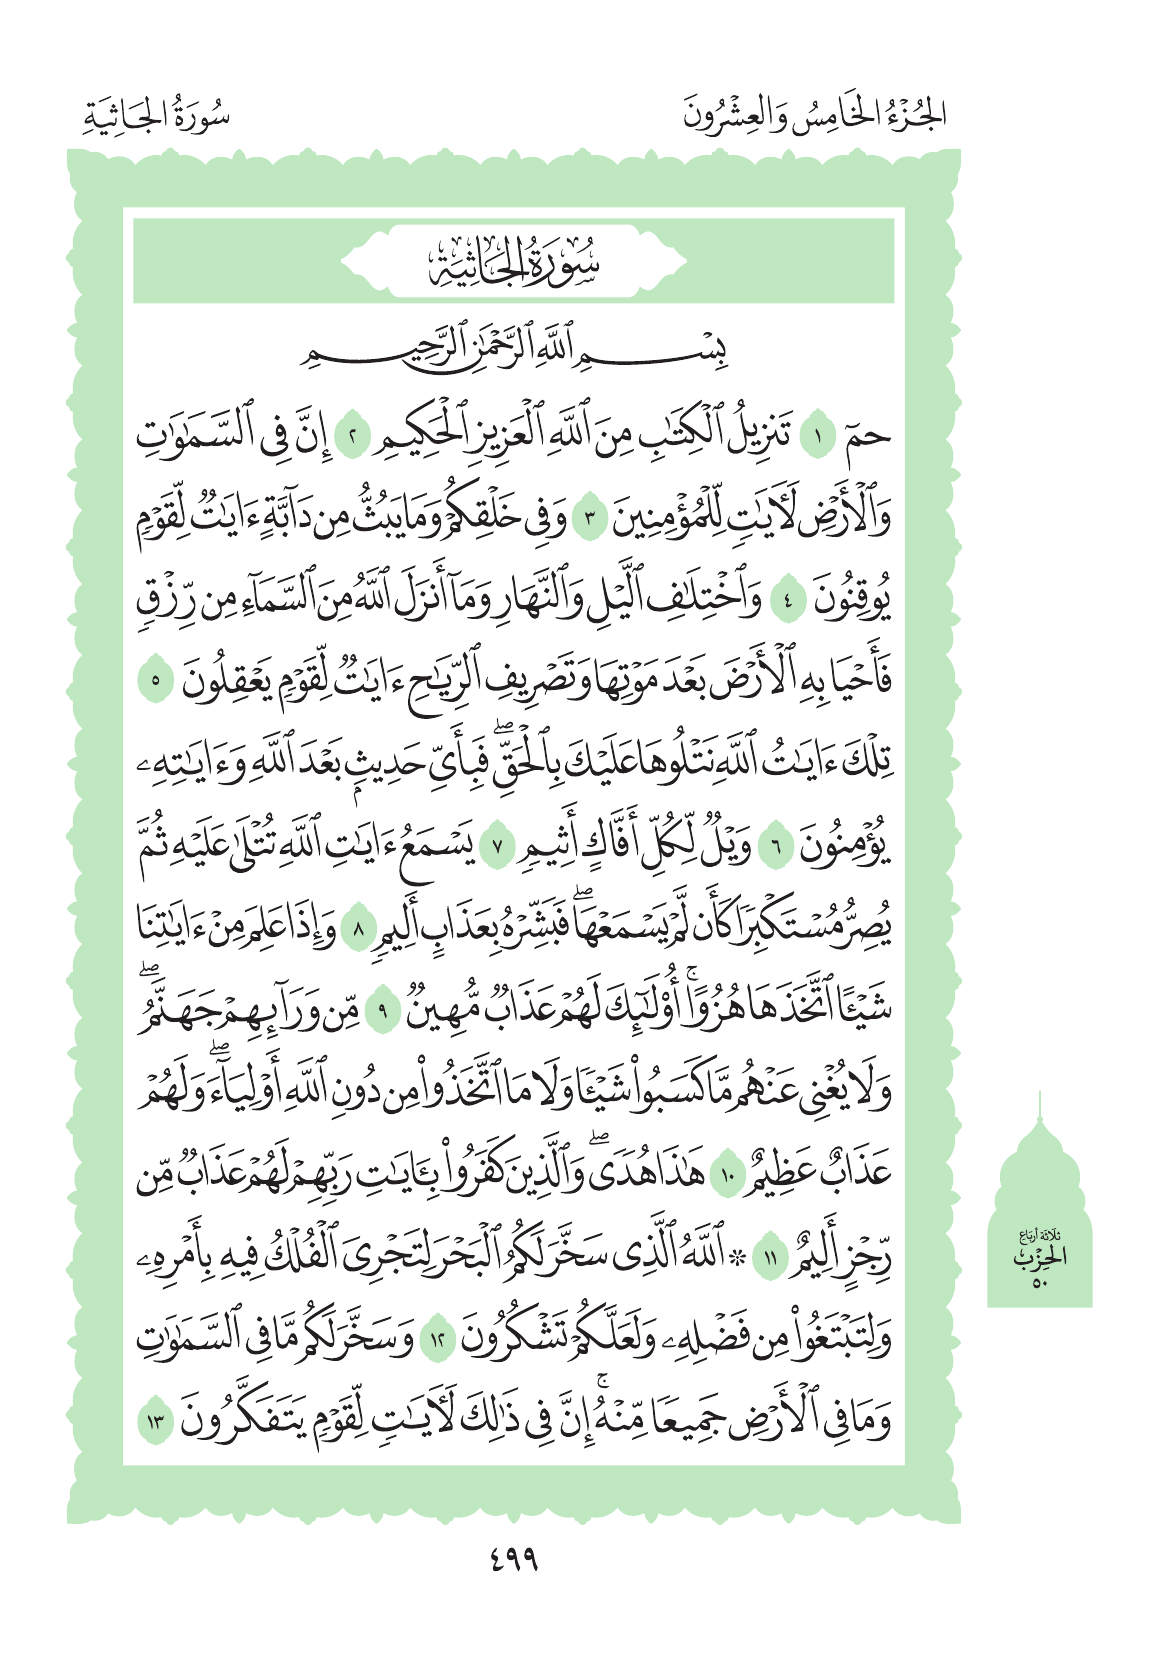 الجُزْءُ الخَامِسُ وَالعِشْرُونَ
سُورَةُ الجَاثِيَةِ
سُورَةُ الجَاثِيَةِ
بِسْمِ ٱللَّهِ ٱلرَّحْمَٰنِ ٱلرَّحِيمِ
حمٓ ١ تَنزِيلُ ٱلْكِتَٰبِ مِنَ ٱللَّهِ ٱلْعَزِيزِ ٱلْحَكِيمِ ٢ إِنَّ فِى ٱلسَّمَٰوَٰتِ
وَٱلْأَرْضِ لَءَايَٰتٍ لِّلْمُؤْمِنِينَ ٣ وَفِى خَلْقِكُمْ وَمَا يَبُثُّ مِن دَآبَّةٍ ءَايَٰتٌ لِّقَوْمٍ
يُوقِنُونَ ٤ وَٱخْتِلَٰفِ ٱلَّيْلِ وَٱلنَّهَارِ وَمَآ أَنزَلَ ٱللَّهُ مِنَ ٱلسَّمَآءِ مِن رِّزْقٍ
فَأَحْيَا بِهِ ٱلْأَرْضَ بَعْدَ مَوْتِهَا وَتَصْرِيفِ ٱلرِّيَٰحِ ءَايَٰتٌ لِّقَوْمٍ يَعْقِلُونَ ٥
تِلْكَ ءَايَٰتُ ٱللَّهِ نَتْلُوهَا عَلَيْكَ بِٱلْحَقِّ ۖ فَبِأَىِّ حَدِيثٍۭ بَعْدَ ٱللَّهِ وَءَايَٰتِهِۦ
يُؤْمِنُونَ ٦ وَيْلٌ لِّكُلِّ أَفَّاكٍ أَثِيمٍ ٧ يَسْمَعُ ءَايَٰتِ ٱللَّهِ تُتْلَىٰ عَلَيْهِ ثُمَّ
يُصِرُّ مُسْتَكْبِرًا كَأَن لَّمْ يَسْمَعْهَا ۖ فَبَشِّرْهُ بِعَذَابٍ أَلِيمٍ ٨ وَإِذَا عَلِمَ مِنْ ءَايَٰتِنَا
شَيْـًٔا ٱتَّخَذَهَا هُزُوًا ۚ أُو۟لَٰٓئِكَ لَهُمْ عَذَابٌ مُّهِينٌ ٩ مِّن وَرَآئِهِمْ جَهَنَّمُ ۖ
وَلَا يُغْنِى عَنْهُم مَّا كَسَبُوا۟ شَيْـًٔا وَلَا مَا ٱتَّخَذُوا۟ مِن دُونِ ٱللَّهِ أَوْلِيَآءَ ۖ وَلَهُمْ
عَذَابٌ عَظِيمٌ ١٠ هَٰذَا هُدًى ۖ وَٱلَّذِينَ كَفَرُوا۟ بِـَٔايَٰتِ رَبِّهِمْ لَهُمْ عَذَابٌ مِّن
رِّجْزٍ أَلِيمٌ ١١ ۞ ٱللَّهُ ٱلَّذِى سَخَّرَ لَكُمُ ٱلْبَحْرَ لِتَجْرِىَ ٱلْفُلْكُ فِيهِ بِأَمْرِهِۦ
وَلِتَبْتَغُوا۟ مِن فَضْلِهِۦ وَلَعَلَّكُمْ تَشْكُرُونَ ١٢ وَسَخَّرَ لَكُم مَّا فِى ٱلسَّمَٰوَٰتِ
وَمَا فِى ٱلْأَرْضِ جَمِيعًا مِّنْهُ ۚ إِنَّ فِى ذَٰلِكَ لَءَايَٰتٍ لِّقَوْمٍ يَتَفَكَّرُونَ ١٣
ثَلَاثَةُ أَرْبَاعِ
الحِزْب
٥٠
٤٩٩